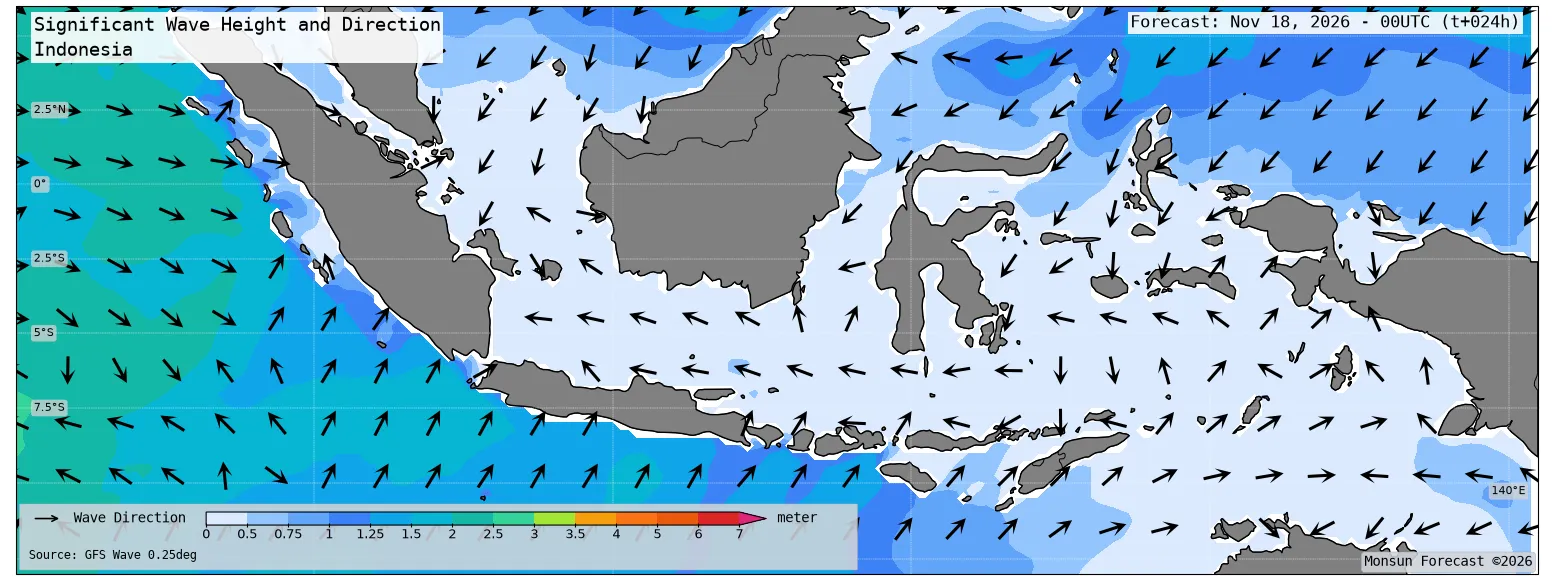 Significant Wave Height and Direction
Indonesia
Forecast: Nov 18, 2026 - 00UTC (t+024h)
2.5°N
0°
2.5°S
5°S
7.5°S
140°E
Wave Direction
0 0.5 0.75 1 1.25 1.5 2 2.5 3 3.5 4 5 6 7
meter
Source: GFS Wave 0.25deg
Monsun Forecast ©2026